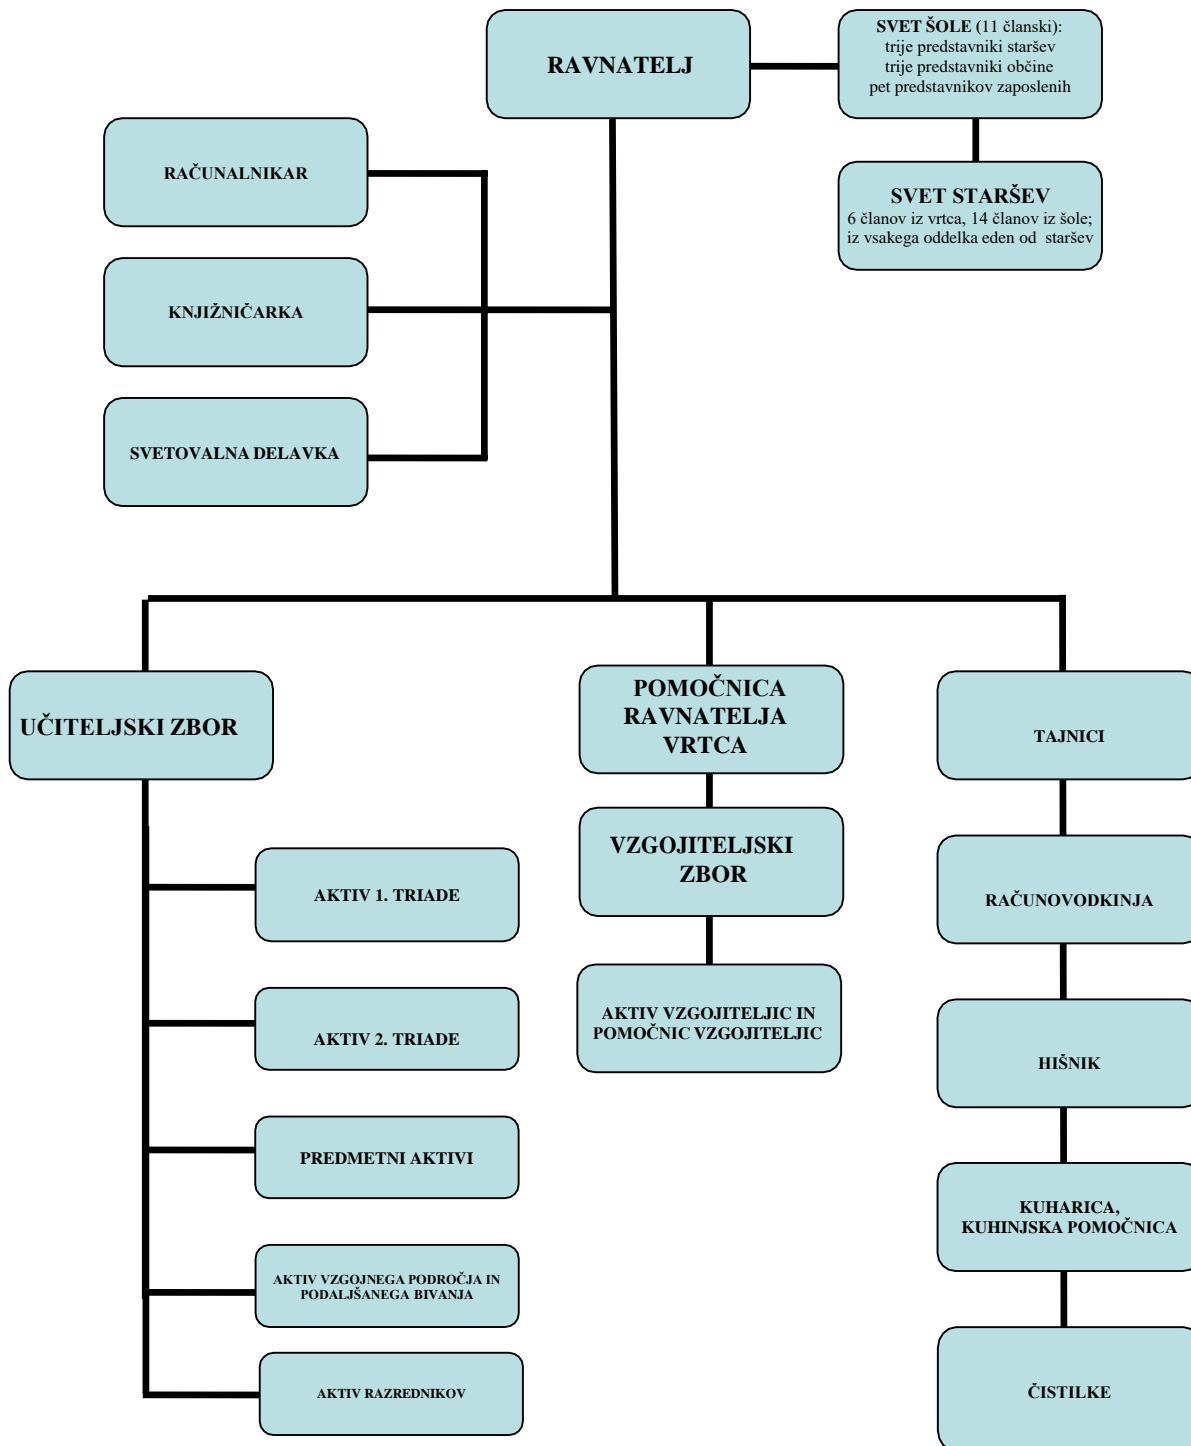 RAVNATELJ
SVET ŠOLE (11 članski):
trije predstavniki staršev
trije predstavniki občine
pet predstavnikov zaposlenih
SVET STARŠEV
6 članov iz vrtca, 14 članov iz šole;
iz vsakega oddelka eden od staršev
RAČUNALNIKAR
KNJIŽNIČARKA
SVETOVALNA DELAVKA
UČITELJSKI ZBOR
AKTIV 1. TRIADE
AKTIV 2. TRIADE
PREDMETNI AKTIVI
AKTIV VZGOJNEGA PODROČJA IN
PODALJŠANEGA BIVANJA
AKTIV RAZREDNIKOV
POMOČNICA
RAVNATELJA
VRTCA
VZGOJITELJSKI
ZBOR
AKTIV VZGOJITELJIC IN
POMOČNIC VZGOJITELJIC
TAJNICI
RAČUNOVODKINJA
HIŠNIK
KUHARICA,
KUHINJSKA POMOČNICA
ČISTILKE